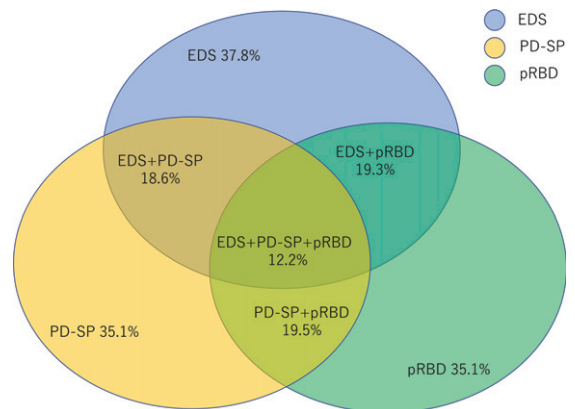 EDS
PD-SP
pRBD
EDS 37.8%
EDS+PD-SP
18.6%
EDS+pRBD
19.3%
EDS+PD-SP+pRBD
12.2%
PD-SP+pRBD
19.5%
PD-SP 35.1%
pRBD 35.1%